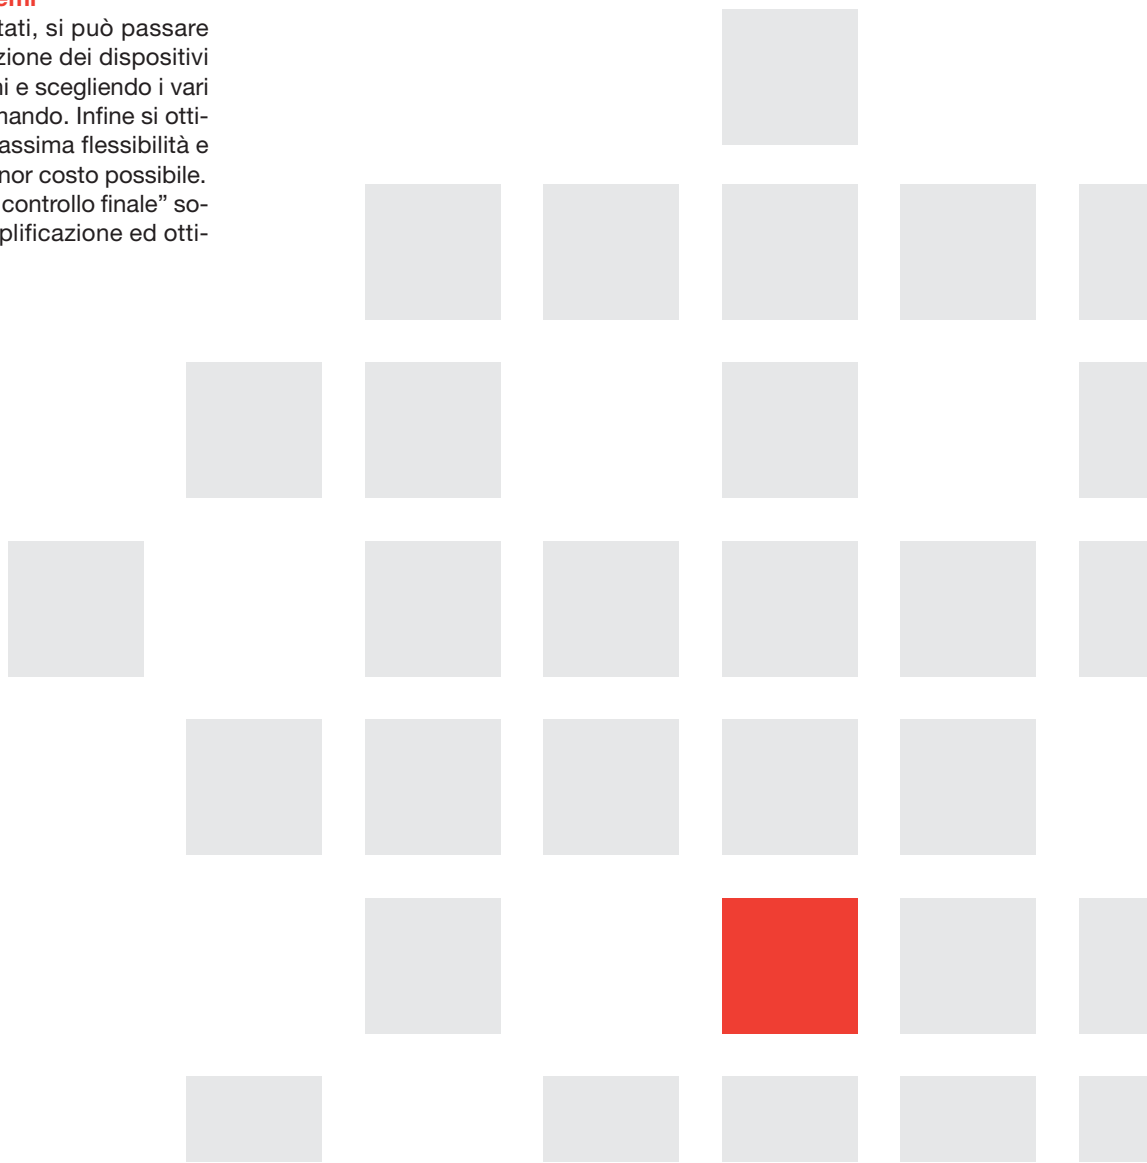 emi
tati, si può passare
zione dei dispositivi
ni e scegliendo i vari
nando. Infine si otti-
assima flessibilità e
nor costo possibile.
controllo finale” so-
plificazione ed otti-